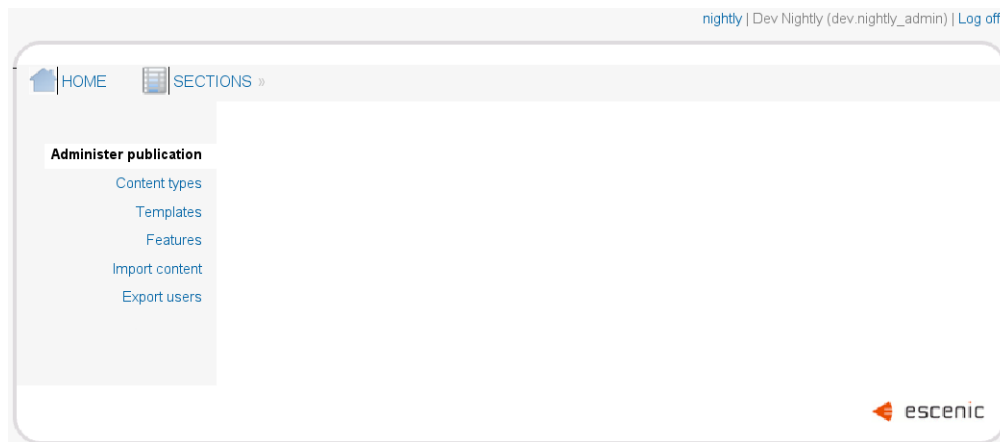 nightly | Dev Nightly (dev.nightly_admin) | Log off
HOME SECTIONS »
Administer publication
Content types
Templates
Features
Import content
Export users
escenic